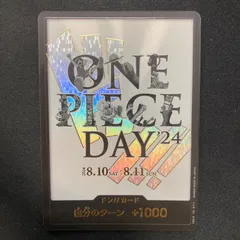 ONE
PIECE
DAY'24
8.10 SAT - 8.11 SUN
ドン!!カード
自分のターン +1000